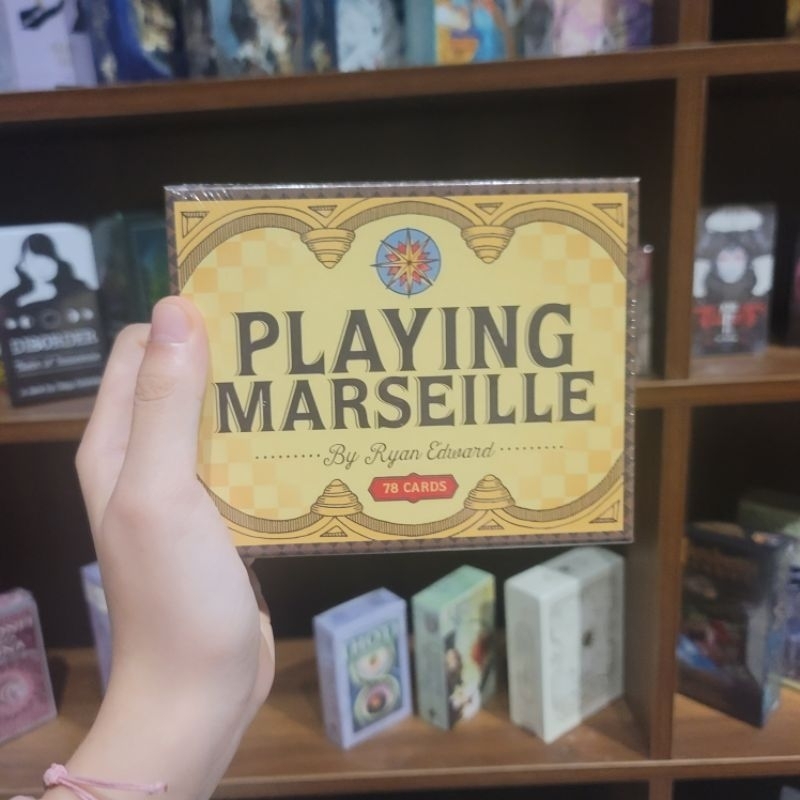 PLAYING
MARSEILLE
By Ryan Edward
78 CARDS
DISORDER